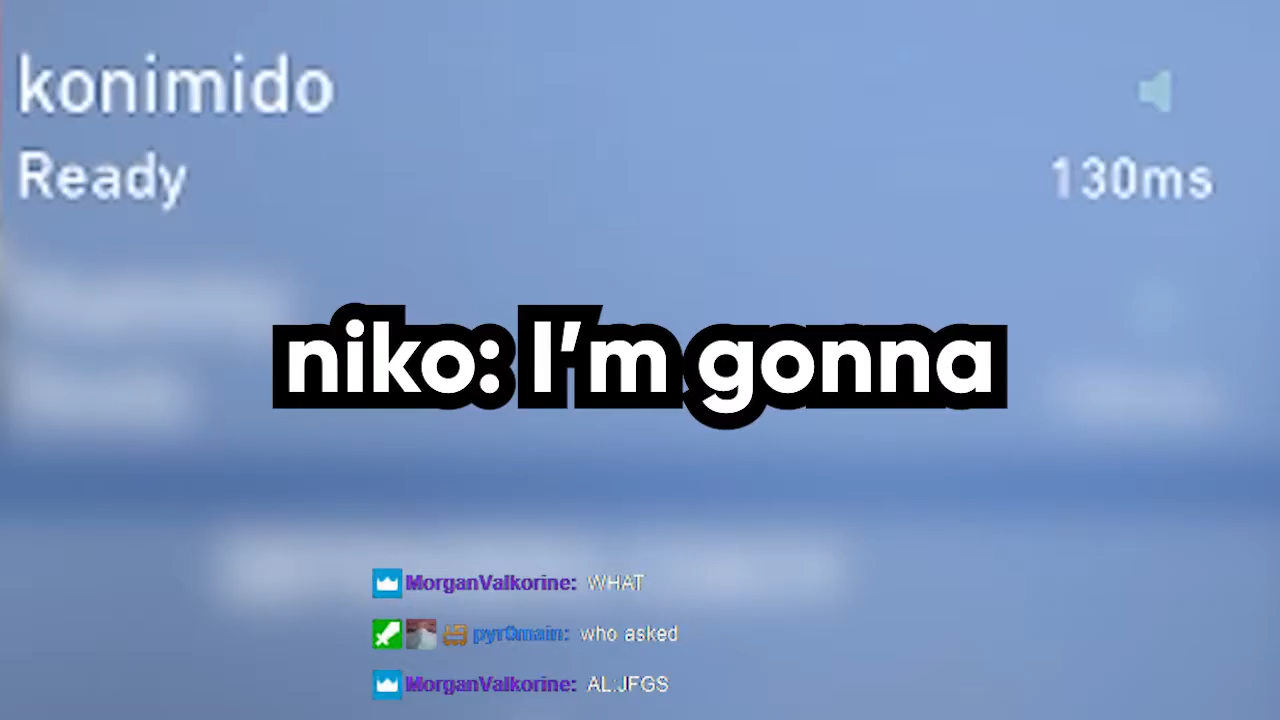 konimido
Ready
130ms
niko: I’m gonna
MorganValkorine: WHAT
pyr0main: who asked
MorganValkorine: AL:JFGS